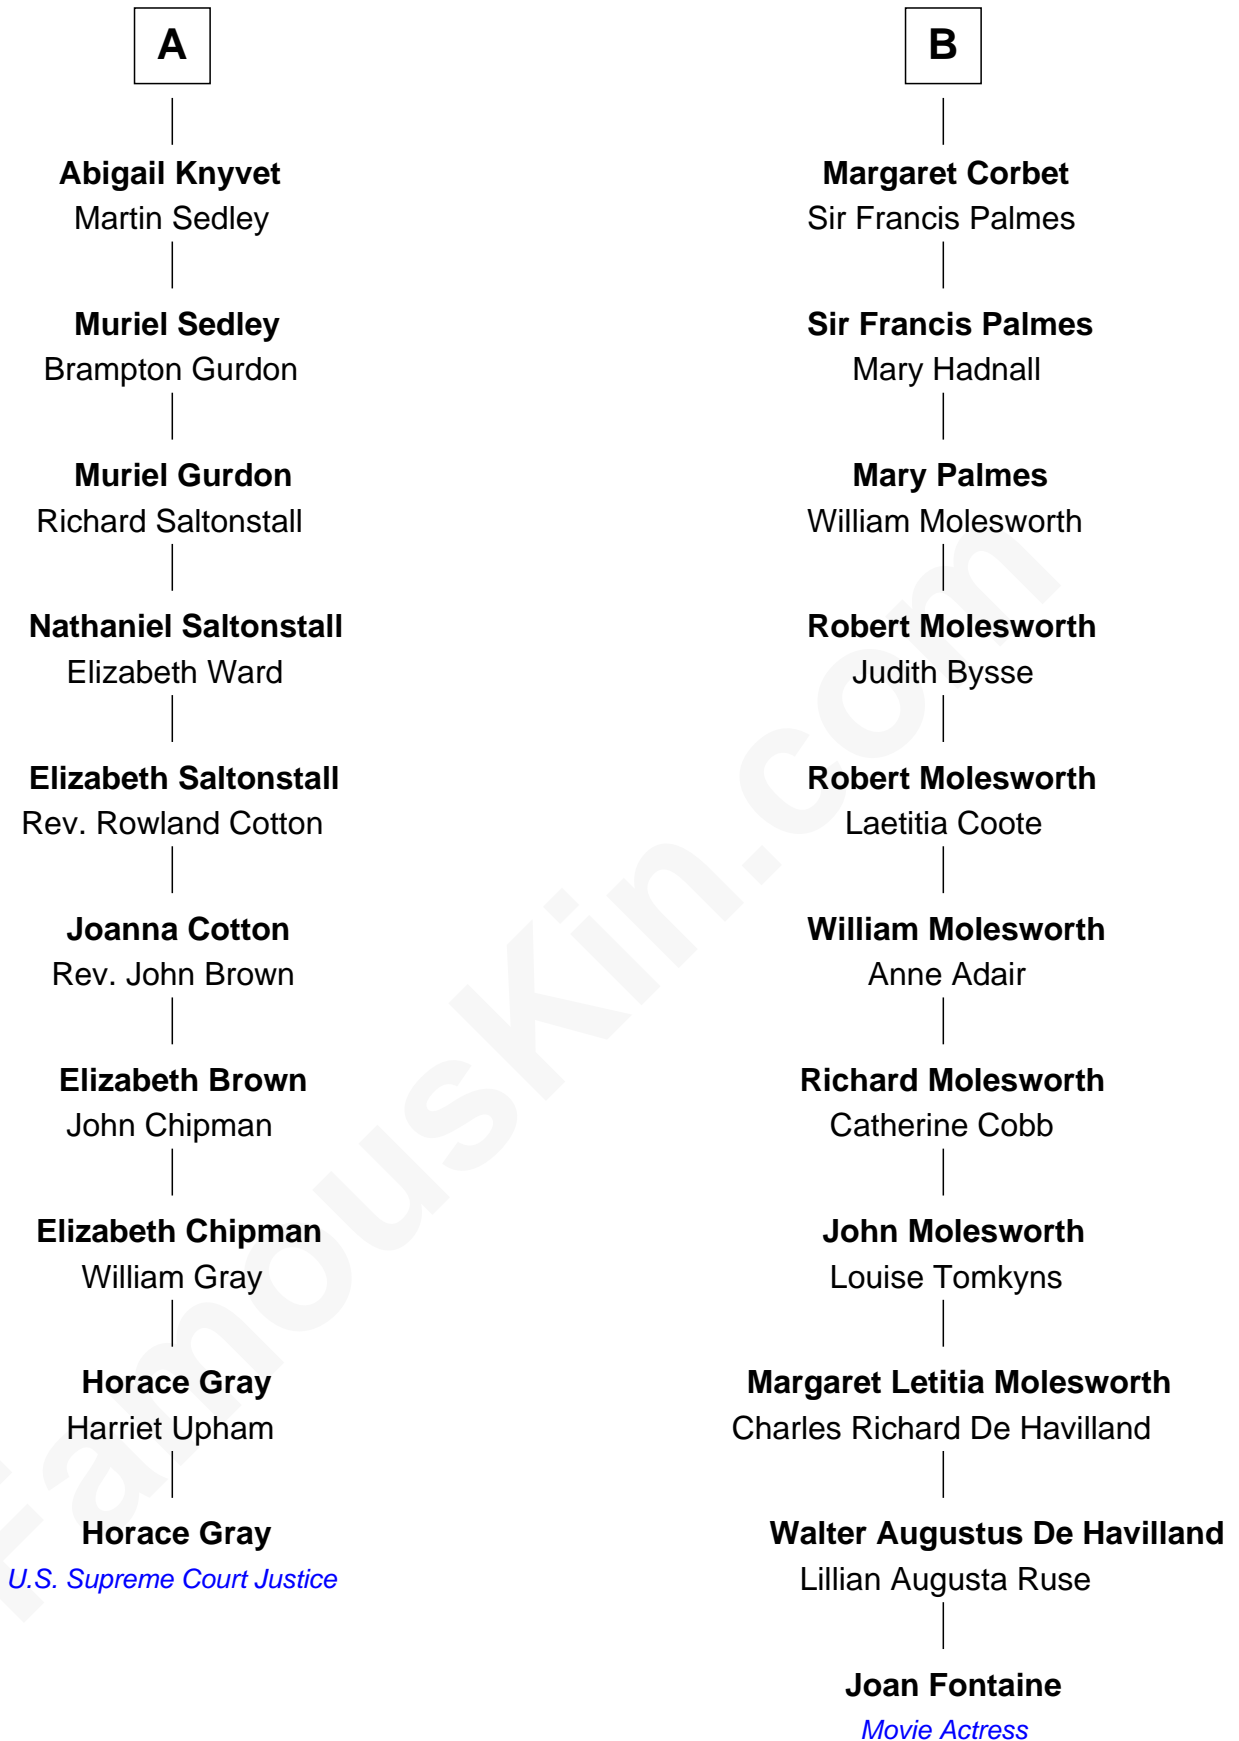 A
Abigail Knyvet
Martin Sedley
Muriel Sedley
Brampton Gurdon
Muriel Gurdon
Richard Saltonstall
Nathaniel Saltonstall
Elizabeth Ward
Elizabeth Saltonstall
Rev. Rowland Cotton
Joanna Cotton
Rev. John Brown
Elizabeth Brown
John Chipman
Elizabeth Chipman
William Gray
Horace Gray
Harriet Upham
Horace Gray
U.S. Supreme Court Justice
B
Margaret Corbet
Sir Francis Palmes
Sir Francis Palmes
Mary Hadnall
Mary Palmes
William Molesworth
Robert Molesworth
Judith Bysse
Robert Molesworth
Laetitia Coote
William Molesworth
Anne Adair
Richard Molesworth
Catherine Cobb
John Molesworth
Louise Tomkyns
Margaret Letitia Molesworth
Charles Richard De Havilland
Walter Augustus De Havilland
Lillian Augusta Ruse
Joan Fontaine
Movie Actress
FamousKin.com